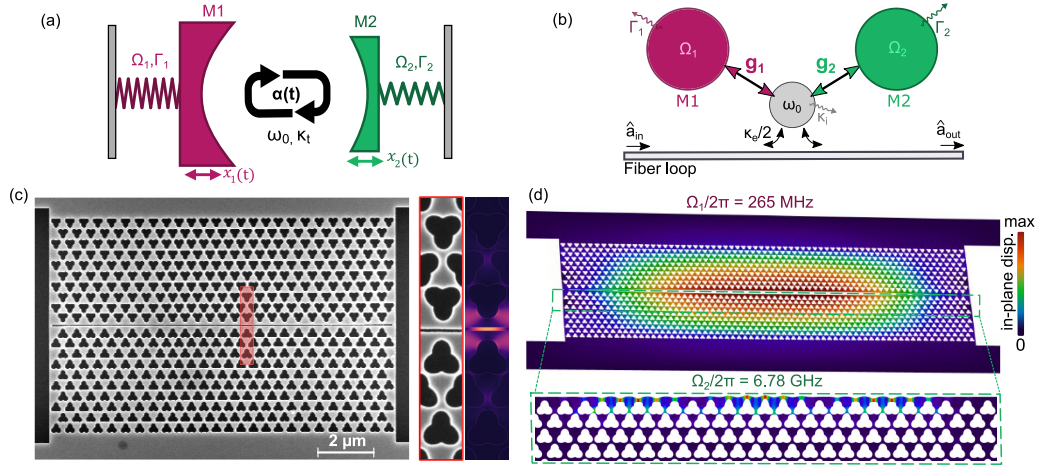 (a)
M1
M2
Ω₁,Γ₁
Ω₂,Γ₂
α(t)
ω₀, κₜ
x₁(t)
x₂(t)
(b)
Γ₁
Γ₂
Ω₁
Ω₂
g₁
g₂
M1
M2
ω₀
κᵢ
κₑ/2
âᵢₙ
âₒᵤₜ
Fiber loop
(c)
2 µm
(d)
Ω₁/2π = 265 MHz
max
in-plane disp.
0
Ω₂/2π = 6.78 GHz